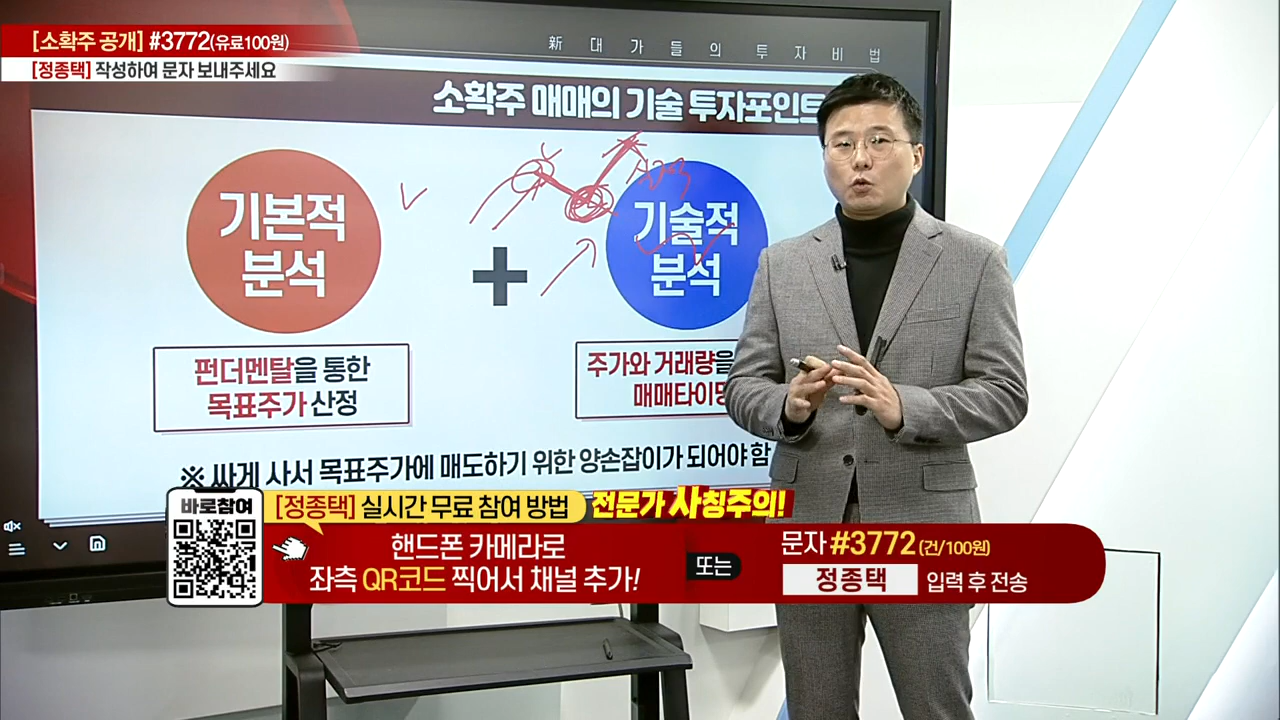 [소확주 공개] #3772(유료100원)
[정종택] 작성하여 문자 보내주세요
新 대가들의 투자비법
소확주 매매의 기술 투자포인트
기본적
분석
+
기술적
분석
펀더멘탈을 통한
목표주가 산정
주가와 거래량을
매매타이밍
※ 싸게 사서 목표주가에 매도하기 위한 양손잡이가 되어야 함
바로참여
[정종택] 실시간 무료 참여 방법
전문가 사칭주의!
핸드폰 카메라로
좌측 QR코드 찍어서 채널 추가!
또는
문자 #3772 (건/100원)
정종택 입력 후 전송